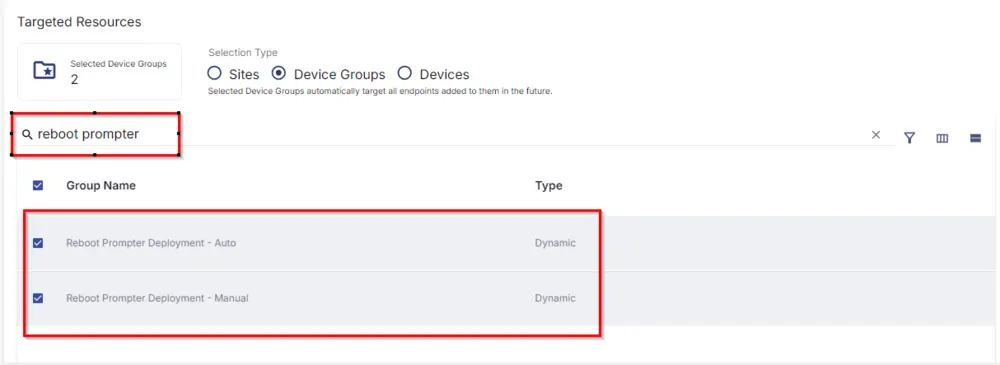 Targeted Resources
Selected Device Groups
2
Selection Type
Sites
Device Groups
Devices
Selected Device Groups automatically target all endpoints added to them in the future.
reboot prompter
Group Name
Type
Reboot Prompter Deployment - Auto
Dynamic
Reboot Prompter Deployment - Manual
Dynamic